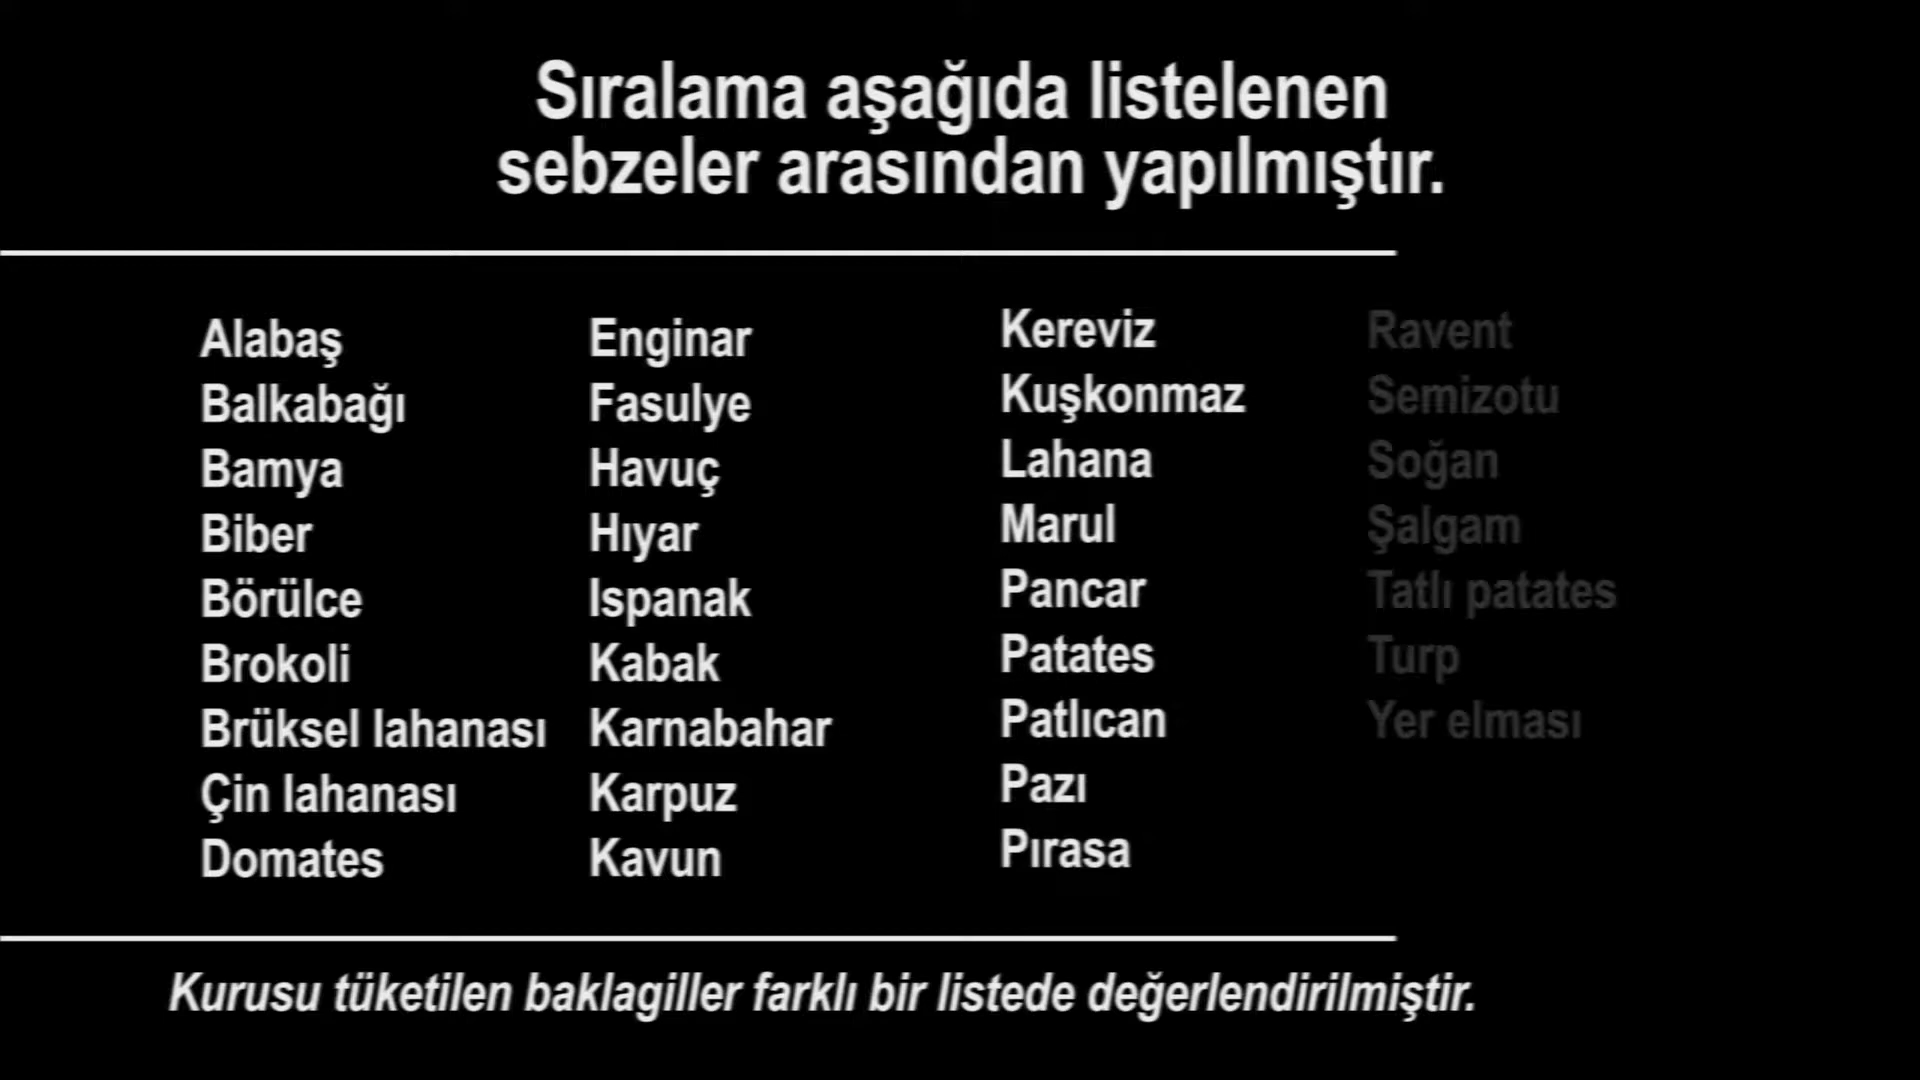 Sıralama aşağıda listelenen
sebzeler arasından yapılmıştır.
Alabaş
Balkabağı
Bamya
Biber
Börülce
Brokoli
Brüksel lahanası
Çin lahanası
Domates
Enginar
Fasulye
Havuç
Hıyar
Ispanak
Kabak
Karnabahar
Karpuz
Kavun
Kereviz
Kuşkonmaz
Lahana
Marul
Pancar
Patates
Patlıcan
Pazı
Pırasa
Ravent
Semizotu
Soğan
Şalgam
Tatlı patates
Turp
Yer elması
Kurusu tüketilen baklagiller farklı bir listede değerlendirilmiştir.